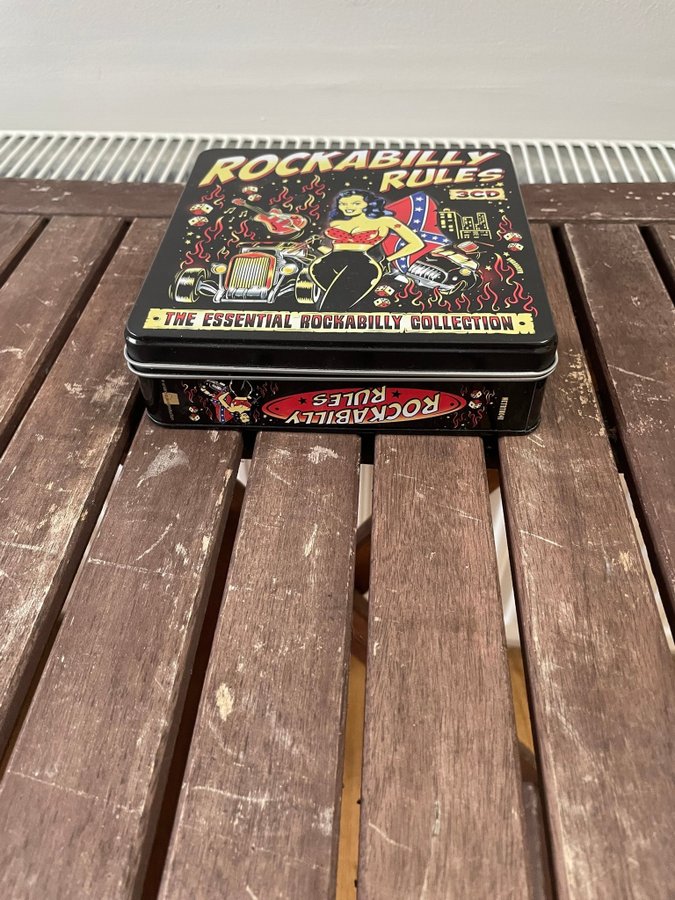 ROCKABILLY
RULES
3CD
THE ESSENTIAL ROCKABILLY COLLECTION
ROCKABILLY
RULES